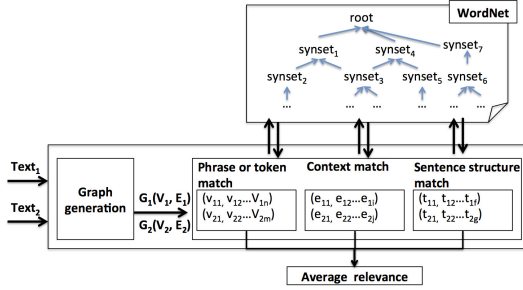 WordNet
root
synset1 synset4 synset7
synset2 synset3 synset5 synset6
... ... ... ... ... ...
Text1
Text2
Graph generation
G1(V1, E1)
G2(V2, E2)
Phrase or token match
(v11, v12...V1n)
(v21, v22...V2m)
Context match
(e11, e12...e1i)
(e21, e22...e2j)
Sentence structure match
(t11, t12...t1f)
(t21, t22...t2g)
Average relevance